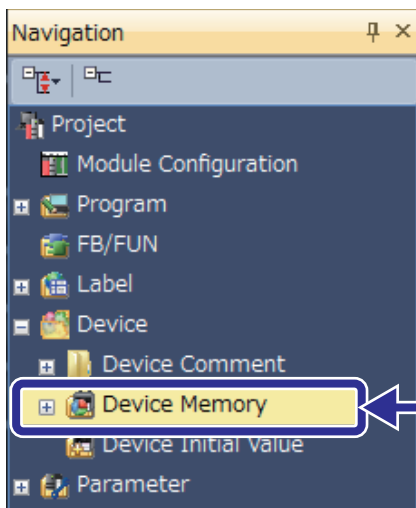 Navigation
Project
Module Configuration
Program
FB/FUN
Label
Device
Device Comment
Device Memory
Device Initial Value
Parameter